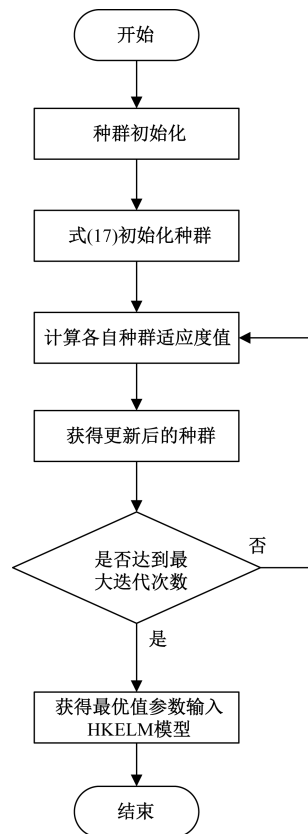 开始
种群初始化
式(17)初始化种群
计算各自种群适应度值
获得更新后的种群
是否达到最
大迭代次数
否
是
获得最优值参数输入
HKELM模型
结束